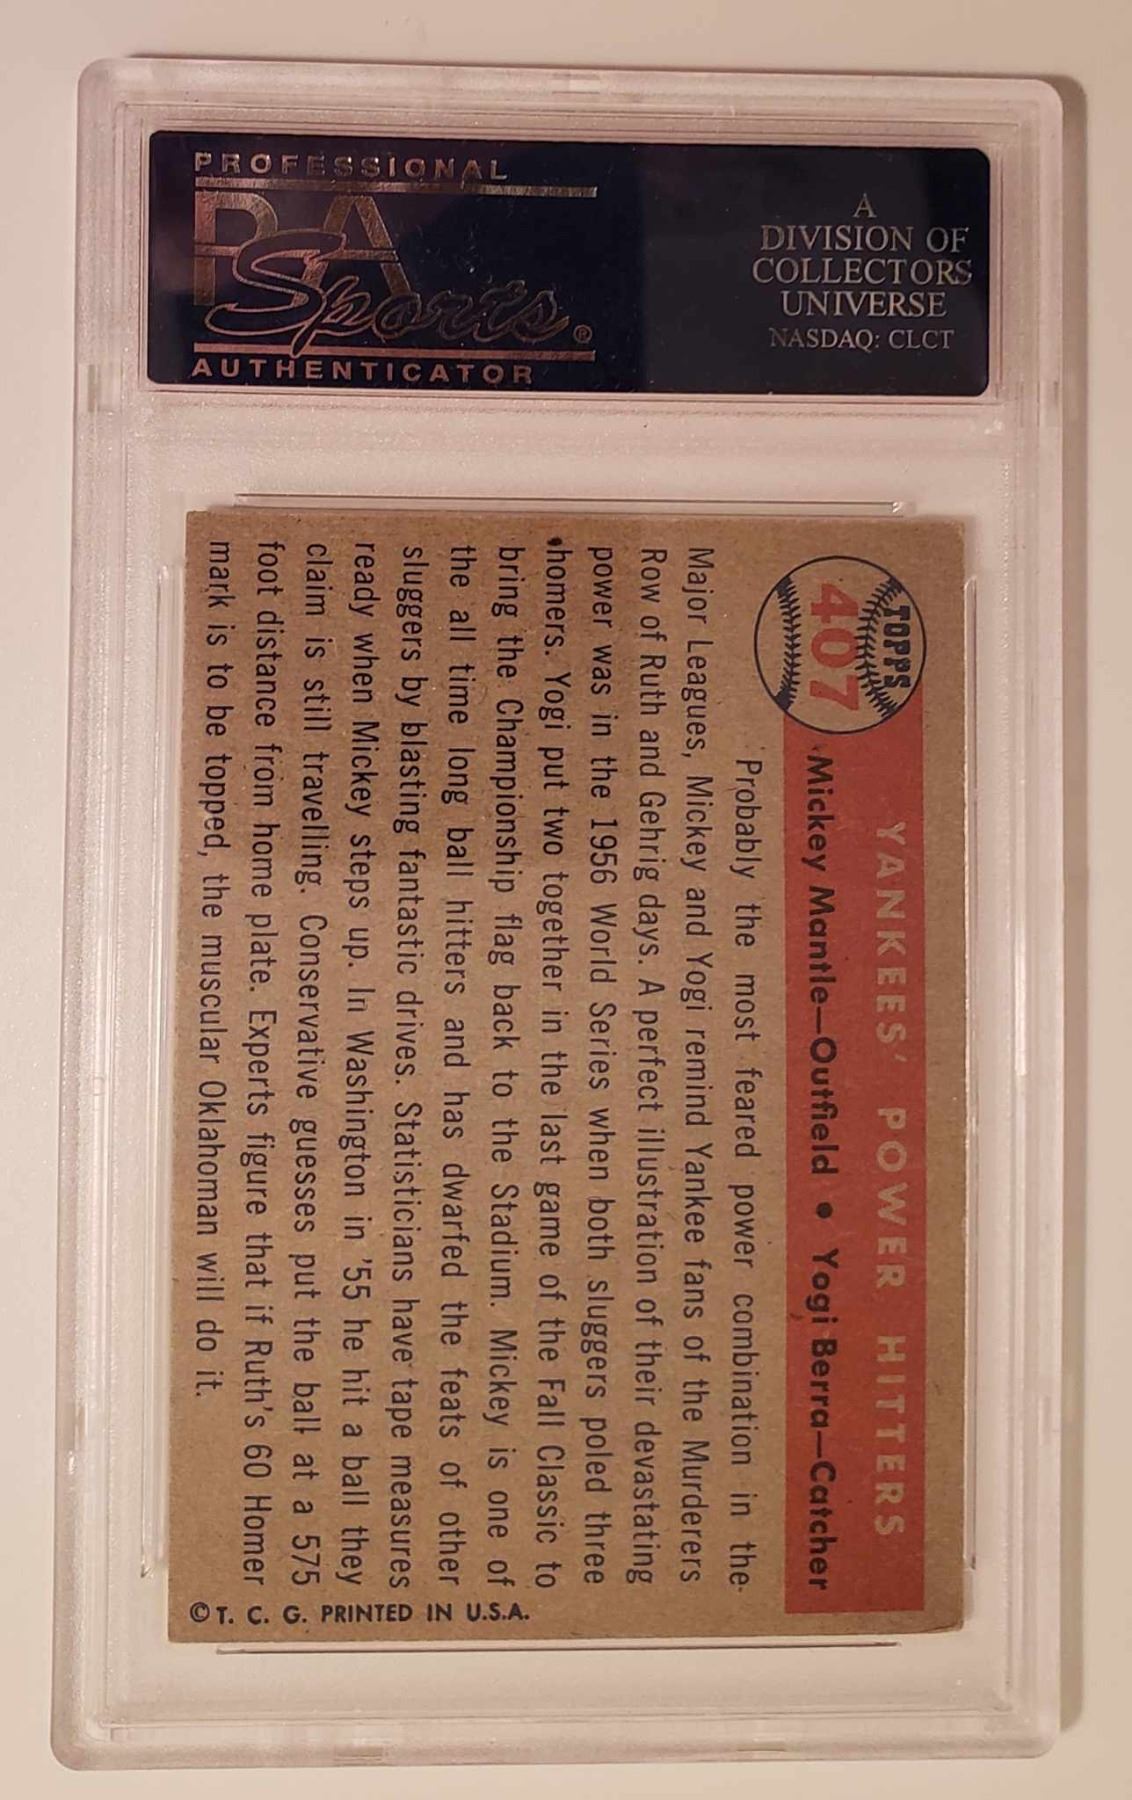 PROFESSIONAL
PSA
Sports®
AUTHENTICATOR
A
DIVISION OF
COLLECTORS
UNIVERSE
NASDAQ: CLCT
TOPPS
407
YANKEES' POWER HITTERS
Mickey Mantle—Outfield • Yogi Berra—Catcher
Probably the most feared power combination in the
Major Leagues, Mickey and Yogi remind Yankee fans of the Murderers
Row of Ruth and Gehrig days. A perfect illustration of their devastating
power was in the 1956 World Series when both sluggers poled three
homers. Yogi put two together in the last game of the Fall Classic to
bring the Championship flag back to the Stadium. Mickey is one of
the all time long ball hitters and has dwarfed the feats of other
sluggers by blasting fantastic drives. Statisticians have tape measures
ready when Mickey steps up. In Washington in '55 he hit a ball they
claim is still travelling. Conservative guesses put the ball at a 575
foot distance from home plate. Experts figure that if Ruth's 60 Homer
mark is to be topped, the muscular Oklahoman will do it.
© T. C. G. PRINTED IN U.S.A.